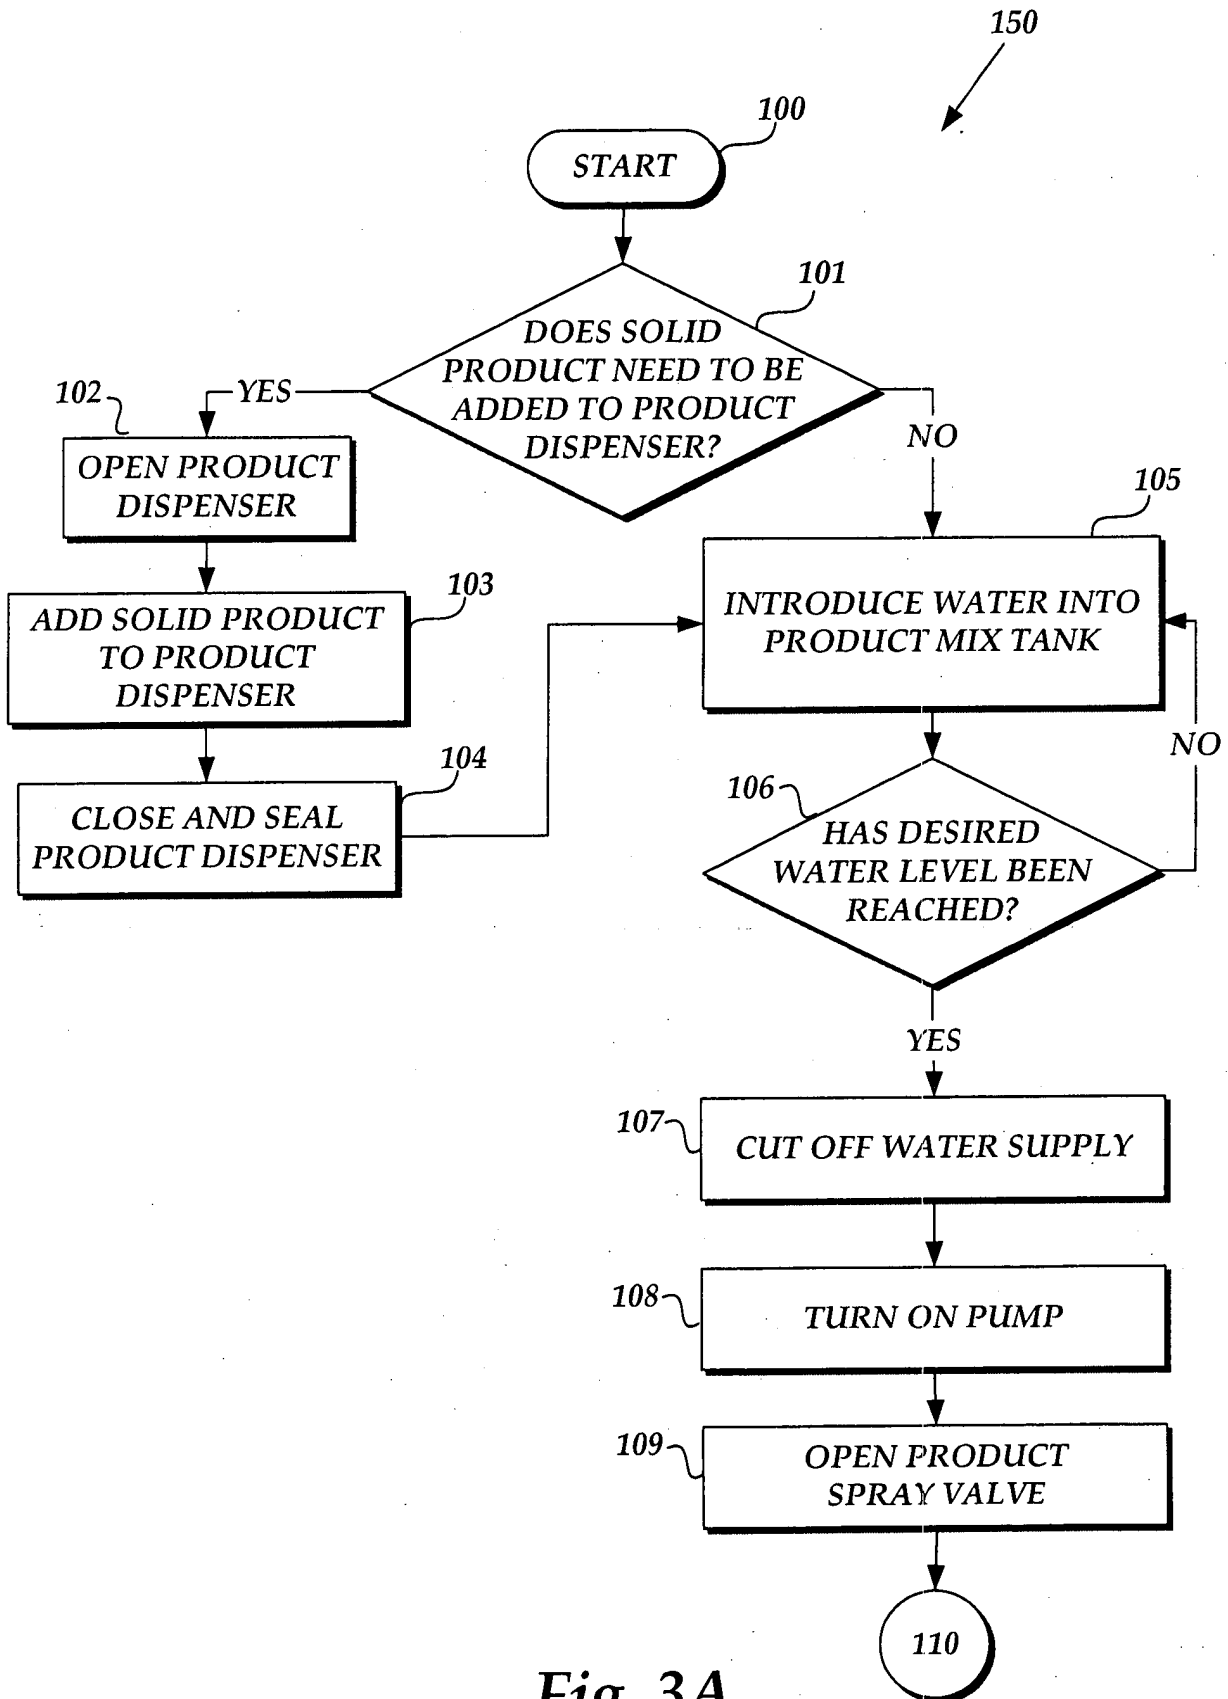 150
100
START
101
DOES SOLID
PRODUCT NEED TO BE
ADDED TO PRODUCT
DISPENSER?
YES
NO
102
OPEN PRODUCT
DISPENSER
103
ADD SOLID PRODUCT
TO PRODUCT
DISPENSER
104
CLOSE AND SEAL
PRODUCT DISPENSER
105
INTRODUCE WATER INTO
PRODUCT MIX TANK
NO
106
HAS DESIRED
WATER LEVEL BEEN
REACHED?
YES
107
CUT OFF WATER SUPPLY
108
TURN ON PUMP
109
OPEN PRODUCT
SPRAY VALVE
110
Fig. 3A